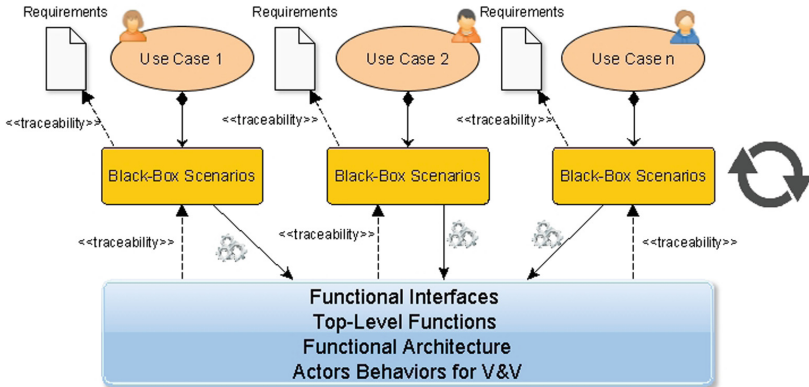 Requirements
Requirements
Requirements
Use Case 1
Use Case 2
Use Case n
<<traceability>>
<<traceability>>
<<traceability>>
Black-Box Scenarios
Black-Box Scenarios
Black-Box Scenarios
<<traceability>>
<<traceability>>
<<traceability>>
Functional Interfaces
Top-Level Functions
Functional Architecture
Actors Behaviors for V&V